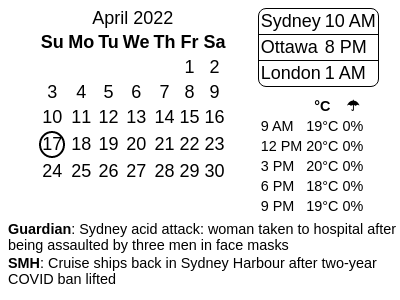 April 2022
Su Mo Tu We Th Fr Sa
1 2
3 4 5 6 7 8 9
10 11 12 13 14 15 16
17 18 19 20 21 22 23
24 25 26 27 28 29 30
Sydney 10 AM
Ottawa 8 PM
London 1 AM
°C ☂
9 AM 19°C 0%
12 PM 20°C 0%
3 PM 20°C 0%
6 PM 18°C 0%
9 PM 19°C 0%
Guardian: Sydney acid attack: woman taken to hospital after
being assaulted by three men in face masks
SMH: Cruise ships back in Sydney Harbour after two-year
COVID ban lifted